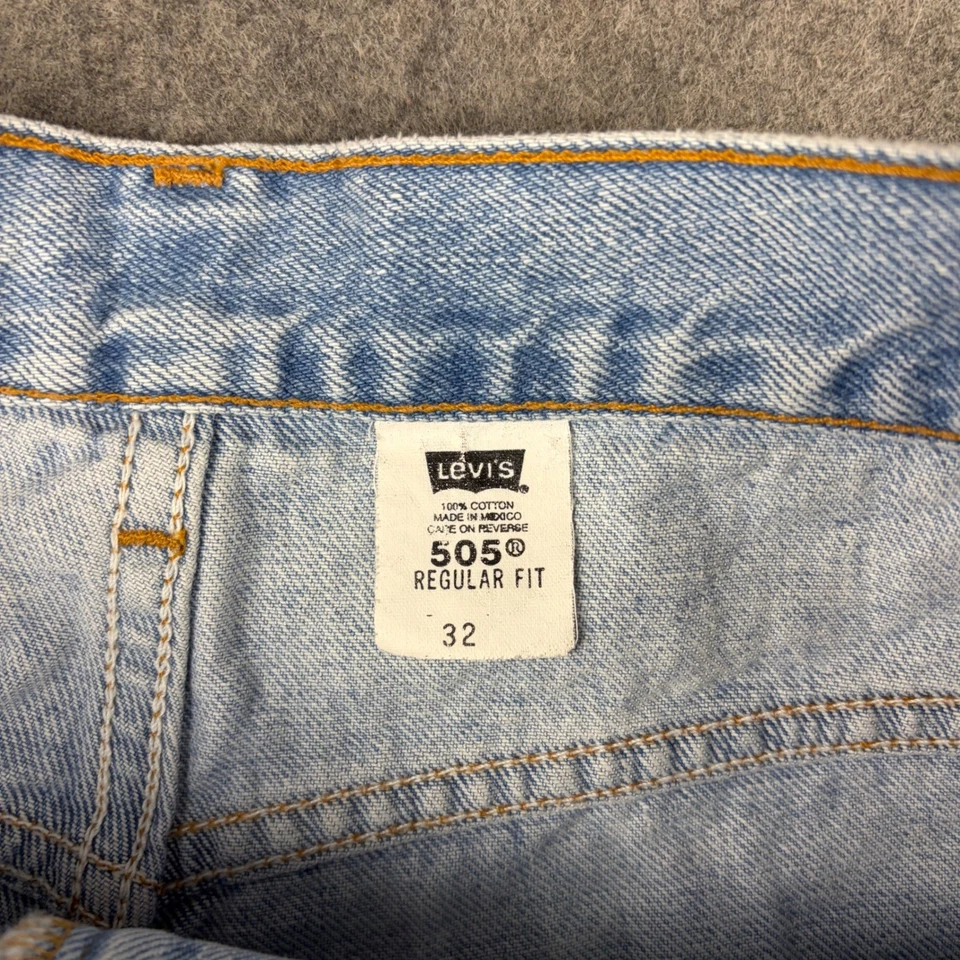 LEVI'S®
100% COTTON
MADE IN MEXICO
CARE ON REVERSE
505®
REGULAR FIT
32